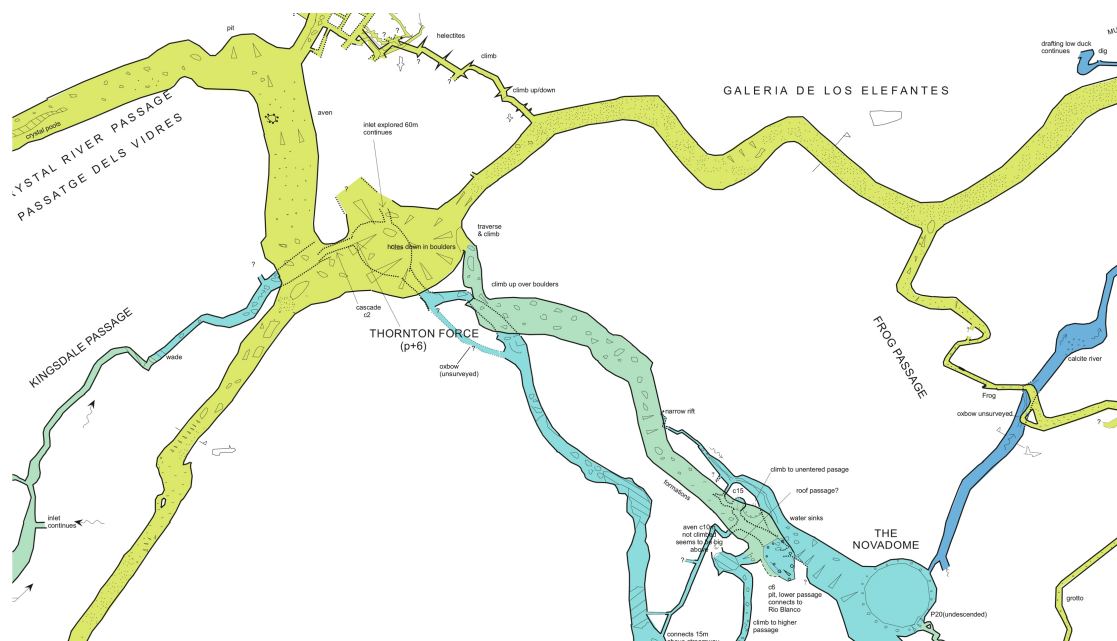 pit
helectites
climb
climb up/down
aven
inlet explored 60m
continues
crystal pools
YSTAL RIVER PASSAGE
PASSATGE DELS VIDRES
GALERIA DE LOS ELEFANTES
drafting low duck
continues
dig
MU
?
?
?
?
?
traverse
& climb
holes down in boulders
climb up over boulders
?
cascade
c2
THORNTON FORCE
(p+6)
?
?
oxbow
(unsurveyed)
KINGSDALE PASSAGE
wade
inlet
continues
FROG PASSAGE
calcite river
Frog
oxbow unsurveyed
?
narrow rift
climb to unentered pasage
?
c15
roof passage?
formations
water sinks
aven c10m
not climbed
seems to be big
above
?
THE
NOVADOME
?
c6
pit, lower passage
connects to
Rio Blanco
climb to higher
passage
connects 15m
above streamway
P20(undescended)
grotto